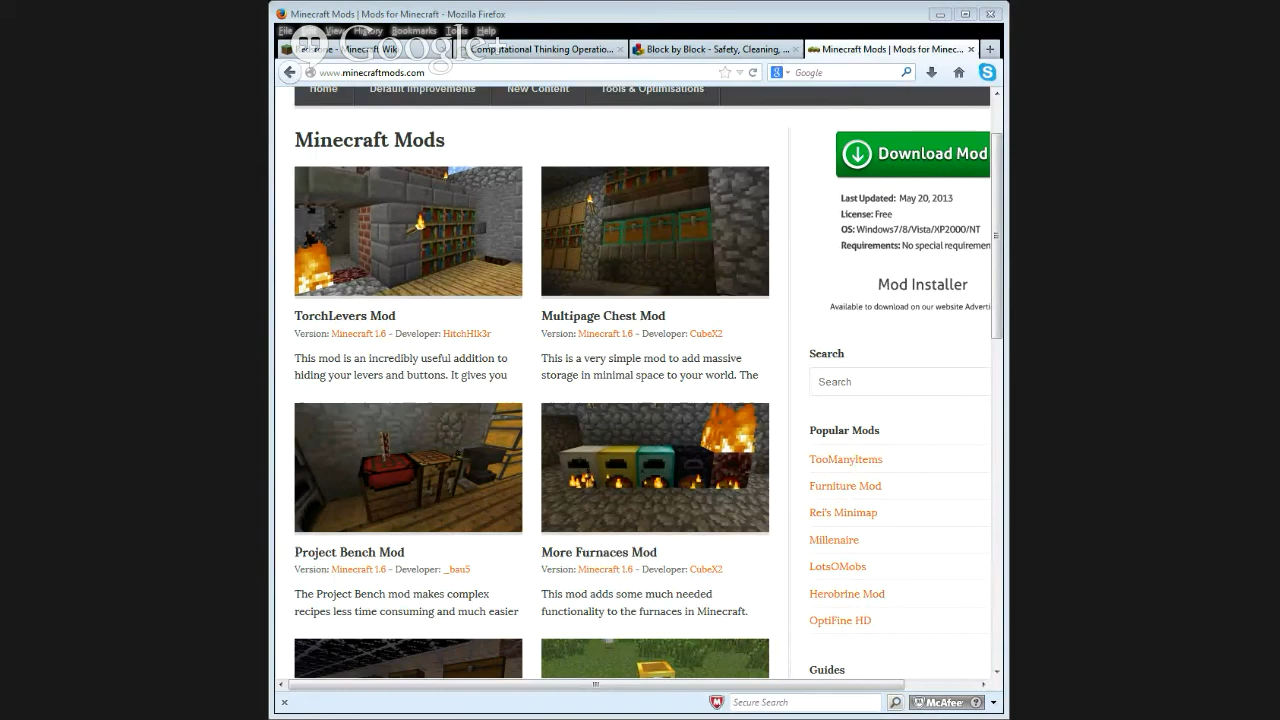 Minecraft Mods | Mods for Minecraft - Mozilla Firefox
File View History Bookmarks Tools Help
Google+
- Minecraft Wiki
Computational Thinking Operatio...
Block by Block - Safety, Cleaning, ...
Minecraft Mods | Mods for Minec...
www.minecraftmods.com
Google
Home Default Improvements New Content Tools & Optimisations
Minecraft Mods
TorchLevers Mod
Version: Minecraft 1.6 - Developer: HitchH1k3r
This mod is an incredibly useful addition to
hiding your levers and buttons. It gives you
Multipage Chest Mod
Version: Minecraft 1.6 - Developer: CubeX2
This is a very simple mod to add massive
storage in minimal space to your world. The
Project Bench Mod
Version: Minecraft 1.6 - Developer: _bau5
The Project Bench mod makes complex
recipes less time consuming and much easier
More Furnaces Mod
Version: Minecraft 1.6 - Developer: CubeX2
This mod adds some much needed
functionality to the furnaces in Minecraft.
Download Mod
Last Updated: May 20, 2013
License: Free
OS: Windows7/8/Vista/XP2000/NT
Requirements: No special requiremen
Mod Installer
Available to download on our website Adverti
Search
Search
Popular Mods
TooManyItems
Furniture Mod
Rei's Minimap
Millenaire
LotsOMobs
Herobrine Mod
OptiFine HD
Guides
Secure Search
McAfee